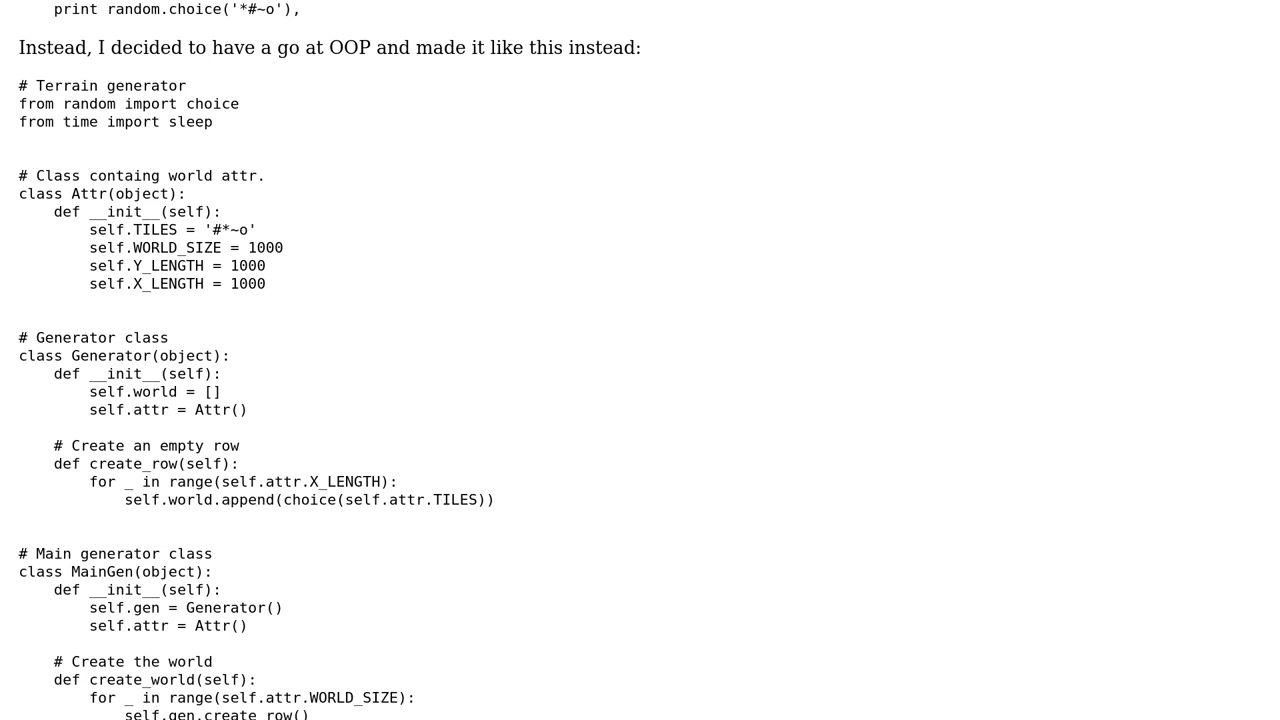 print random.choice('*#~o'),
Instead, I decided to have a go at OOP and made it like this instead:
# Terrain generator
from random import choice
from time import sleep
# Class containg world attr.
class Attr(object):
    def __init__(self):
        self.TILES = '#*~o'
        self.WORLD_SIZE = 1000
        self.Y_LENGTH = 1000
        self.X_LENGTH = 1000
# Generator class
class Generator(object):
    def __init__(self):
        self.world = []
        self.attr = Attr()
    # Create an empty row
    def create_row(self):
        for _ in range(self.attr.X_LENGTH):
            self.world.append(choice(self.attr.TILES))
# Main generator class
class MainGen(object):
    def __init__(self):
        self.gen = Generator()
        self.attr = Attr()
    # Create the world
    def create_world(self):
        for _ in range(self.attr.WORLD_SIZE):
            self.gen.create_row()